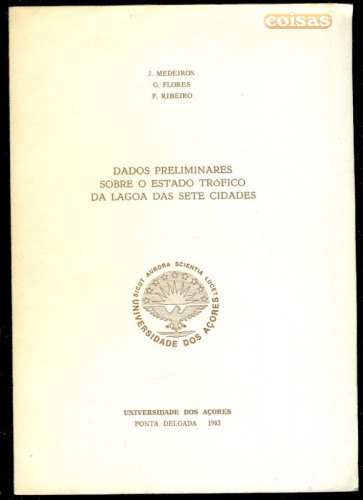 coisas
J. MEDEIROS
G. FLORES
F. RIBEIRO
DADOS PRELIMINARES
SOBRE O ESTADO TRÓFICO
DA LAGOA DAS SETE CIDADES
SICUT AURORA SCIENTIA LUCET
UNIVERSIDADE DOS AÇORES
UNIVERSIDADE DOS AÇORES
PONTA DELGADA 1983